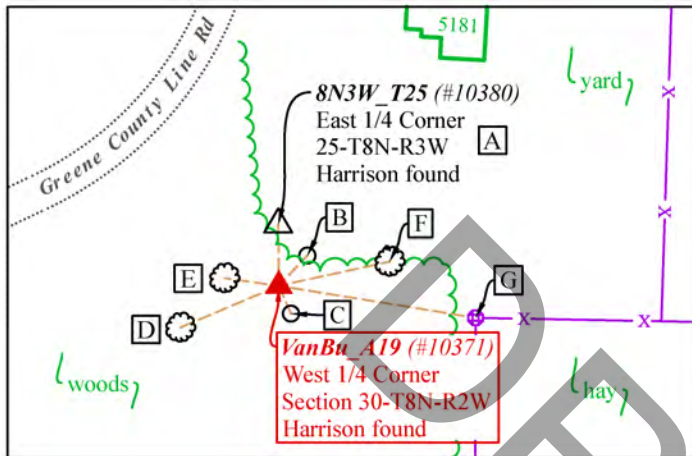 5181
yard
Greene County Line Rd
8N3W_T25 (#10380)
East 1/4 Corner
25-T8N-R3W
Harrison found
A
B
F
E
G
C
D
X
X
X
X
VanBu_A19 (#10371)
West 1/4 Corner
Section 30-T8N-R2W
Harrison found
woods
hay